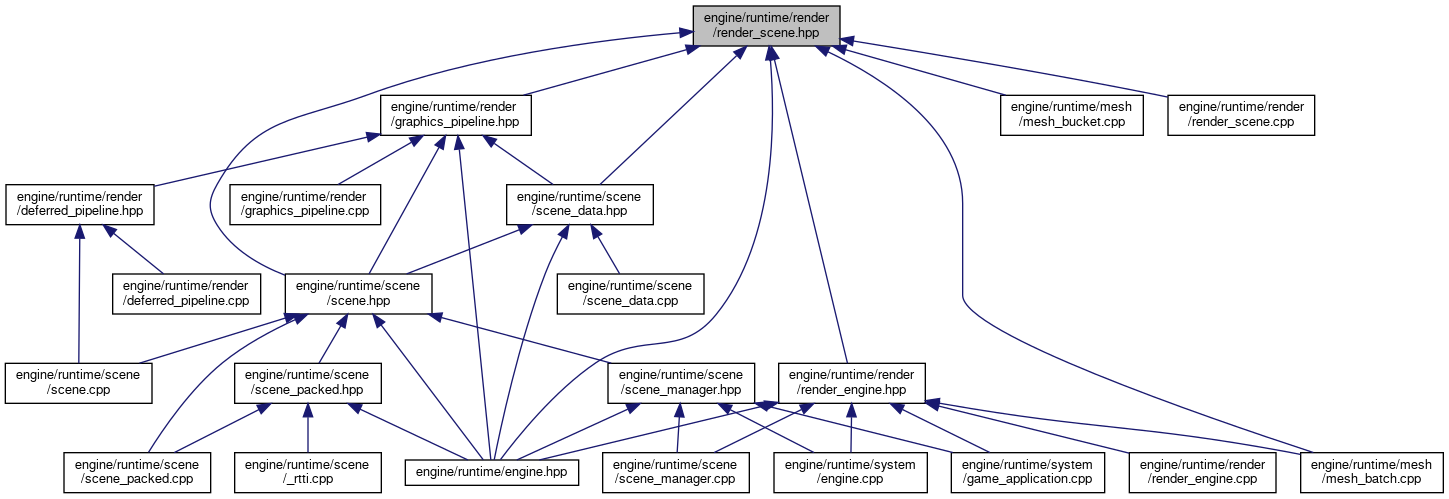 engine/runtime/render
/render_scene.hpp
engine/runtime/render
/graphics_pipeline.hpp
engine/runtime/mesh
/mesh_bucket.cpp
engine/runtime/render
/render_scene.cpp
engine/runtime/render
/deferred_pipeline.hpp
engine/runtime/render
/graphics_pipeline.cpp
engine/runtime/scene
/scene_data.hpp
engine/runtime/render
/deferred_pipeline.cpp
engine/runtime/scene
/scene.hpp
engine/runtime/scene
/scene_data.cpp
engine/runtime/scene
/scene.cpp
engine/runtime/scene
/scene_packed.hpp
engine/runtime/scene
/scene_manager.hpp
engine/runtime/render
/render_engine.hpp
engine/runtime/scene
/scene_packed.cpp
engine/runtime/scene
/_rtti.cpp
engine/runtime/engine.hpp
engine/runtime/scene
/scene_manager.cpp
engine/runtime/system
/engine.cpp
engine/runtime/system
/game_application.cpp
engine/runtime/render
/render_engine.cpp
engine/runtime/mesh
/mesh_batch.cpp